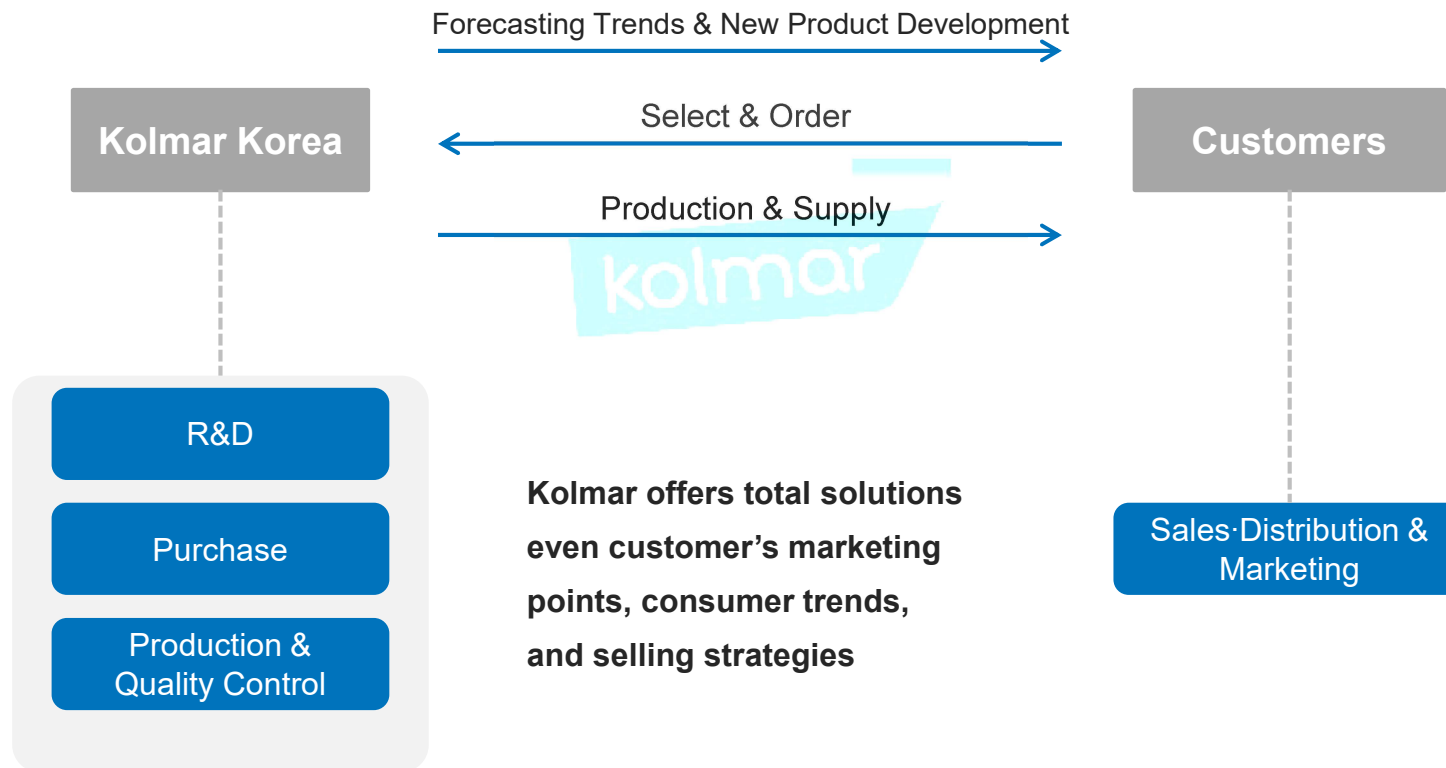 Forecasting Trends & New Product Development
Kolmar Korea
Select & Order
Customers
Production & Supply
kolmar
R&D
Purchase
Production &
Quality Control
Kolmar offers total solutions
even customer’s marketing
points, consumer trends,
and selling strategies
Sales·Distribution &
Marketing